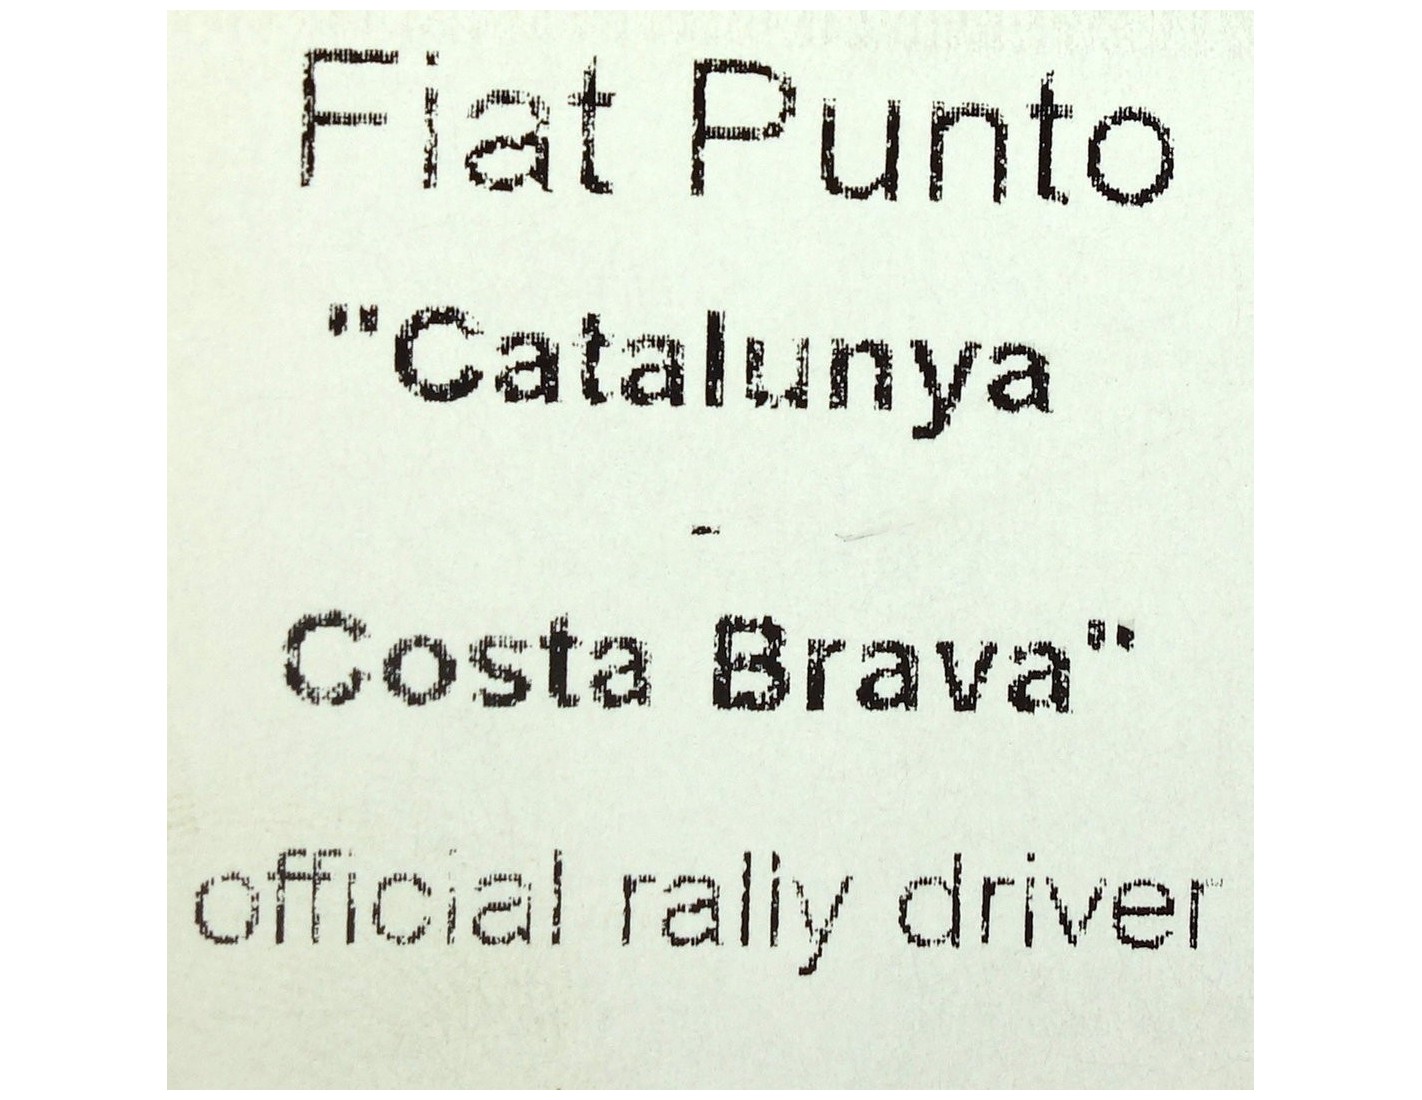 Fiat Punto
"Catalunya
-
Costa Brava"
official rally driver